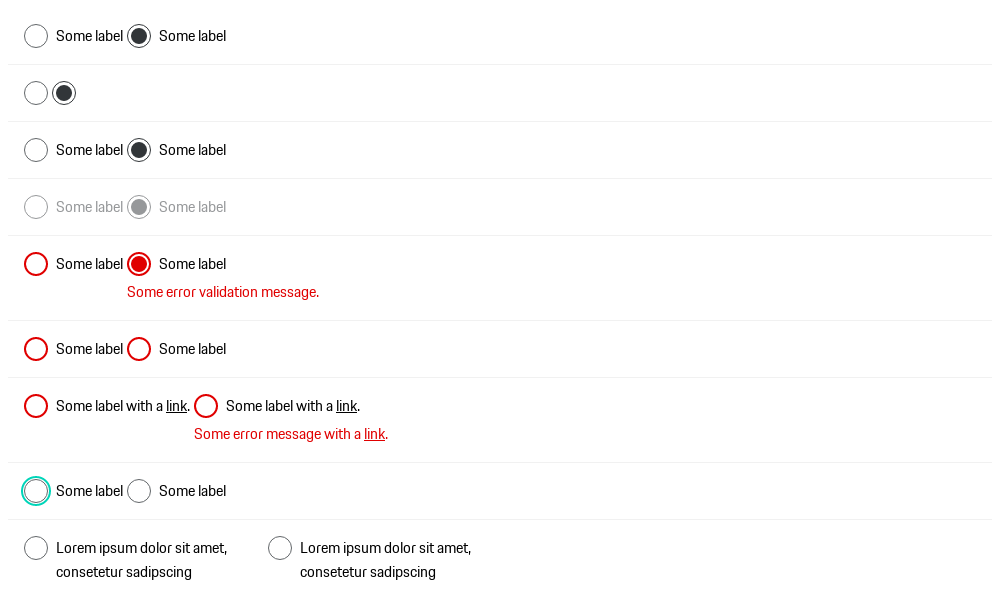 Some label Some label
Some label Some label
Some label Some label
Some label Some label
Some error validation message.
Some label Some label
Some label with a link. Some label with a link.
Some error message with a link.
Some label Some label
Lorem ipsum dolor sit amet,
consetetur sadipscing
Lorem ipsum dolor sit amet,
consetetur sadipscing